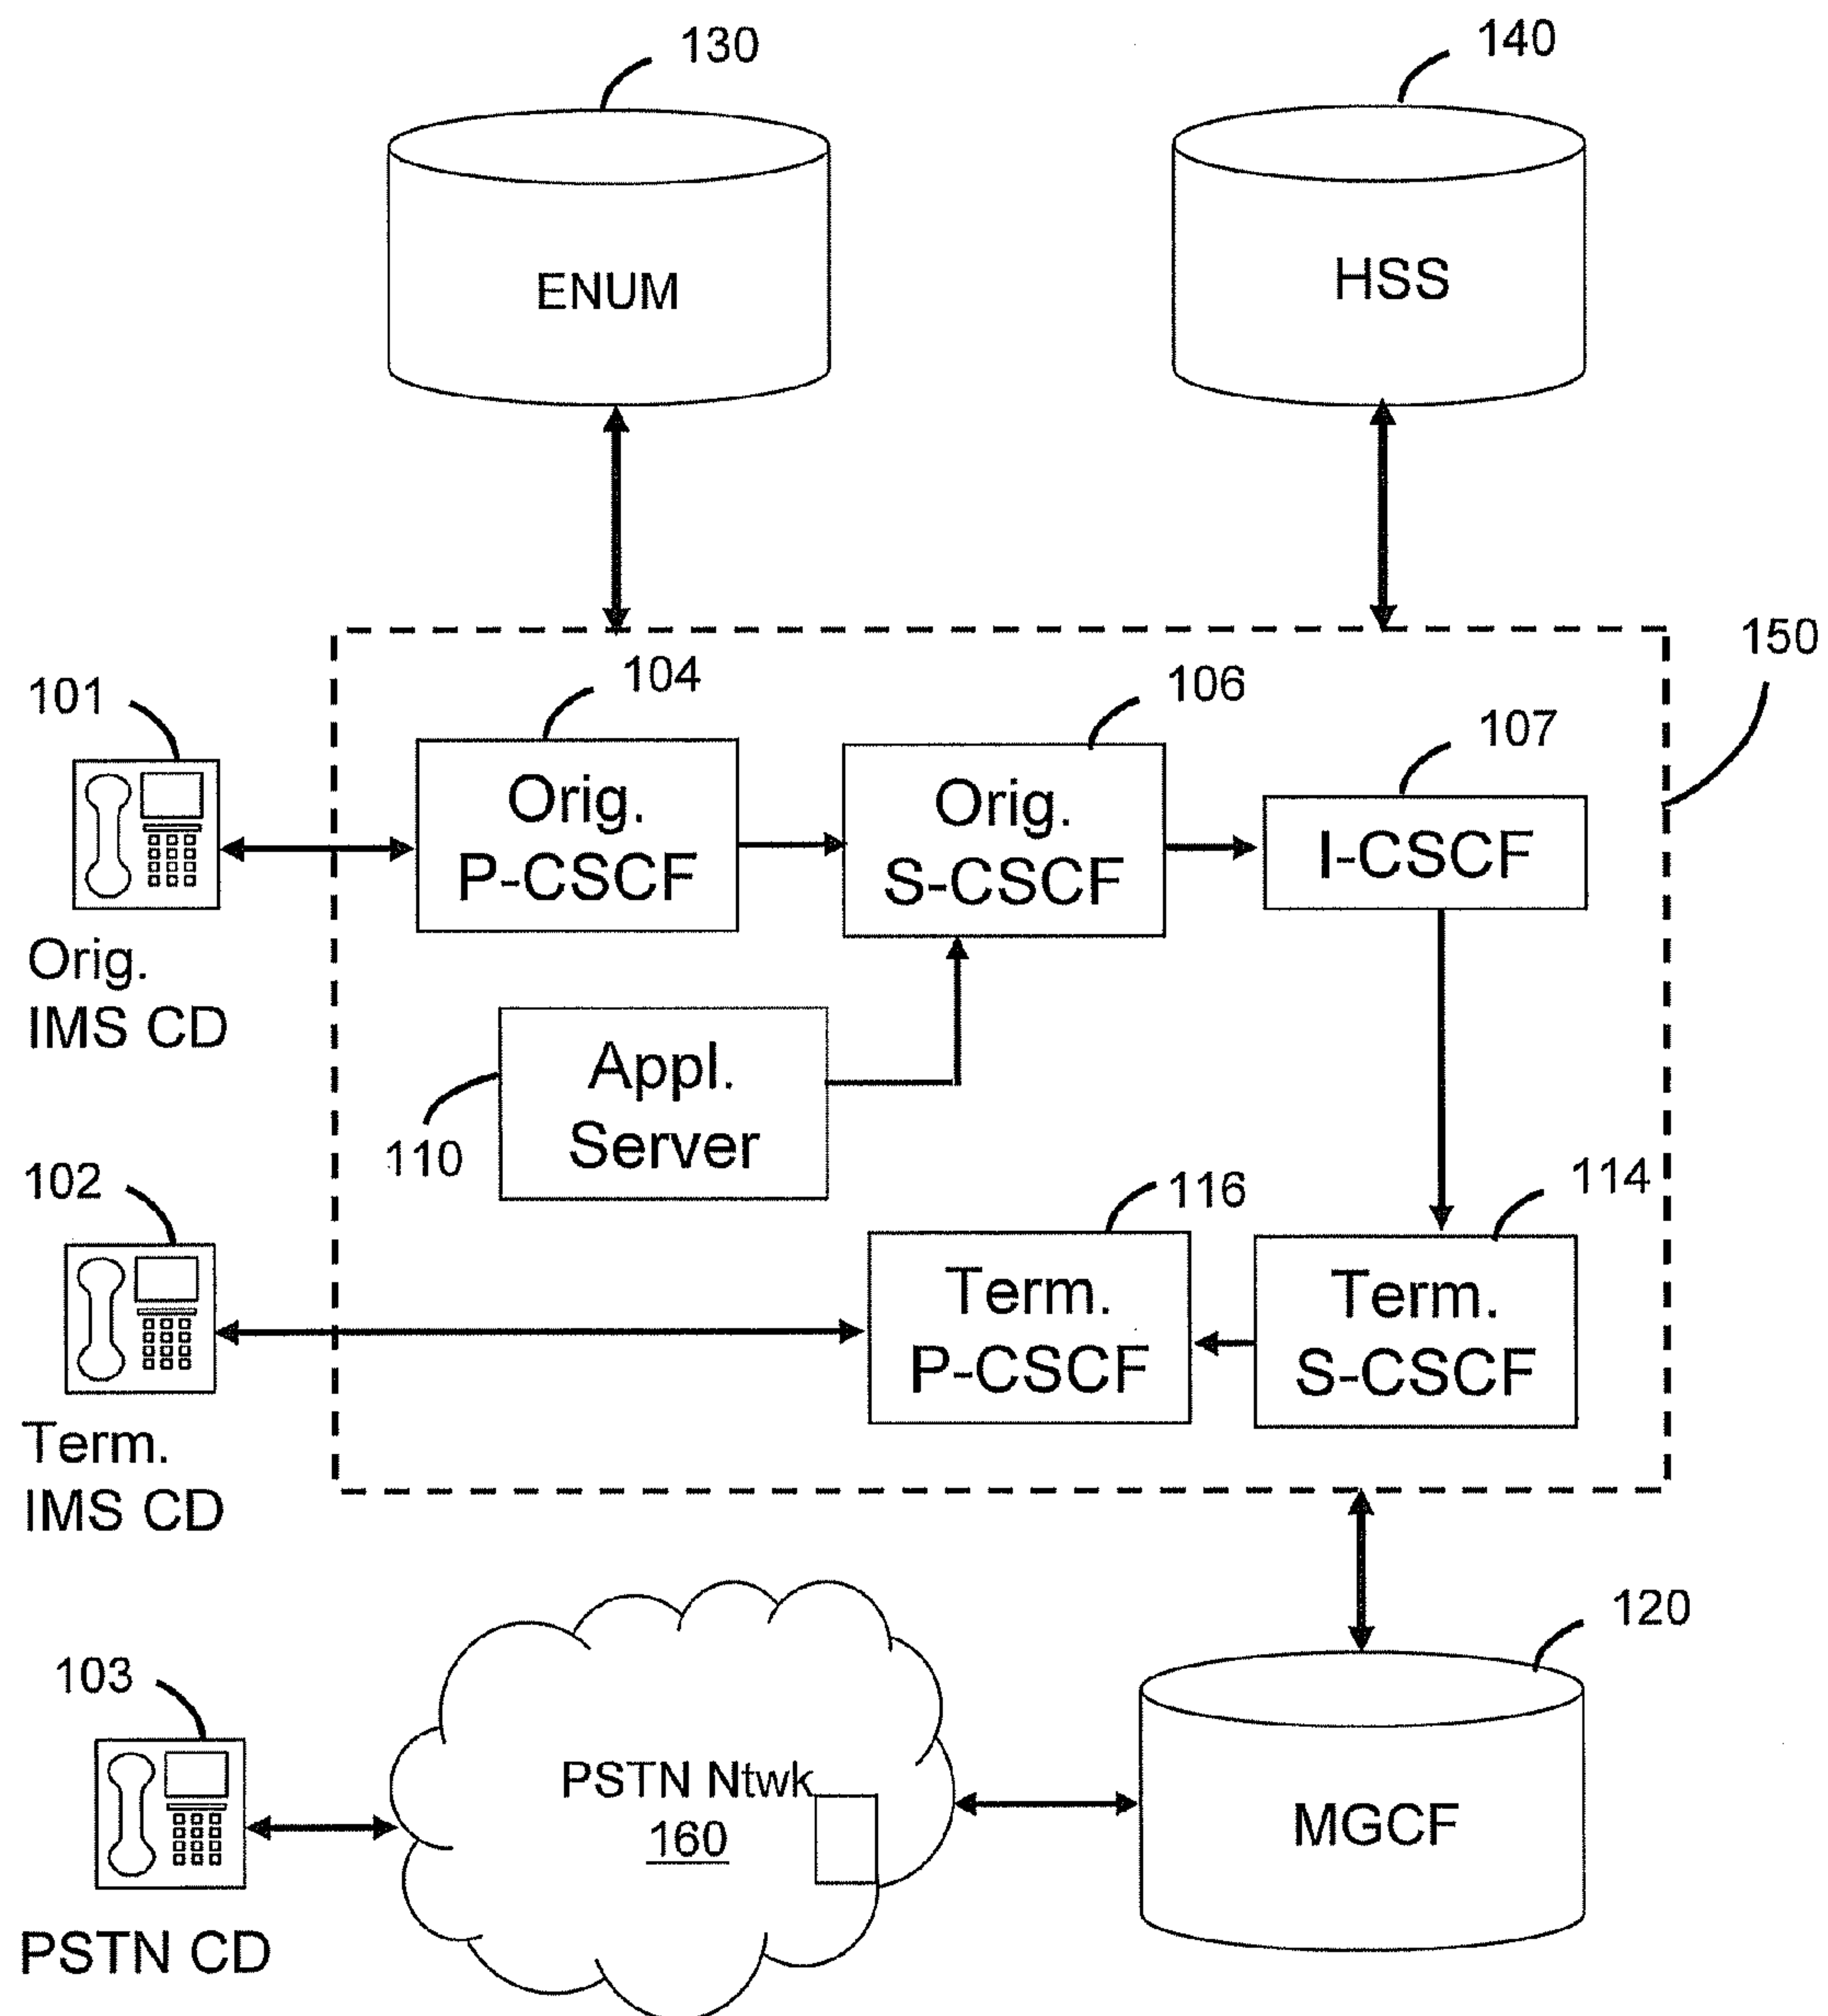 130
140
ENUM
HSS
150
104
106
101
107
Orig.
P-CSCF
Orig.
S-CSCF
I-CSCF
Orig.
IMS CD
Appl.
Server
110
102
116
114
Term.
P-CSCF
Term.
S-CSCF
Term.
IMS CD
120
103
PSTN Ntwk
160
MGCF
PSTN CD